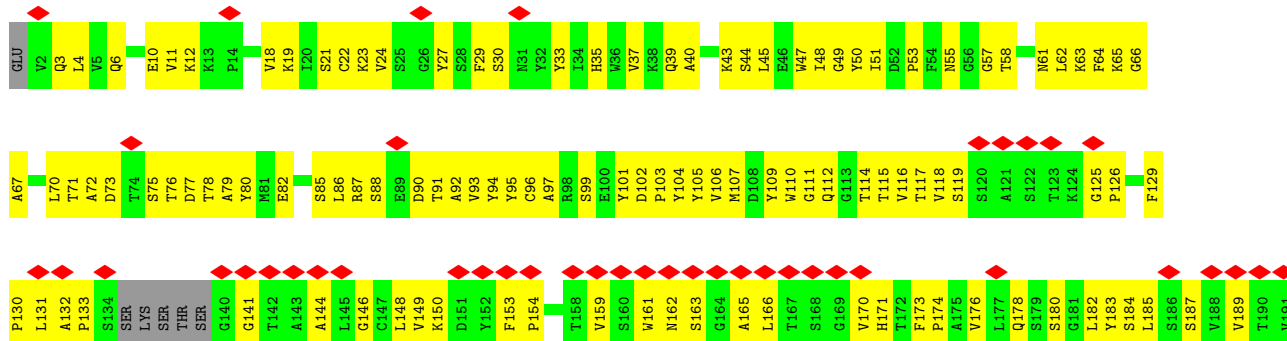 GLU V2 Q3 L4 V5 Q6 E10 V11 K12 K13 P14 V18 K19 I20 S21 C22 K23 V24 S25 G26 Y27 S28 F29 S30 N31 Y32 Y33 I34 H35 W36 V37 K38 Q39 A40 K43 S44 L45 E46 W47 I48 G49 Y50 I51 D52 P53 F54 N55 G56 G57 T58 N61 L62 K63 F64 K65 G66
A67 L70 T71 A72 D73 T74 S75 T76 D77 T78 A79 Y80 M81 E82 S85 L86 R87 S88 E89 D90 T91 A92 V93 Y94 Y95 C96 A97 R98 S99 E100 Y101 D102 P103 Y104 Y105 V106 M107 D108 Y109 W110 G111 Q112 G113 T114 T115 V116 T117 V118 S119 S120 A121 S122 T123 K124 G125 P126 F129
P130 L131 A132 P133 S134 SER LYS SER THR SER G140 G141 T142 A143 A144 L145 G146 C147 L148 V149 K150 D151 Y152 F153 P154 T158 V159 S160 W161 N162 S163 G164 A165 L166 T167 S168 G169 V170 H171 T172 F173 P174 A175 V176 L177 Q178 S179 S180 G181 L182 Y183 S184 L185 S186 S187 V188 V189 T190